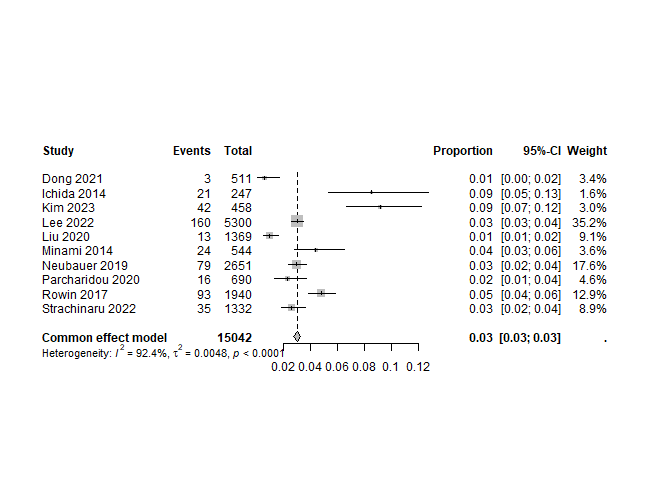 Study Events Total Proportion 95%-CI Weight
Dong 2021 3 511 0.01 [0.00; 0.02] 3.4%
Ichida 2014 21 247 0.09 [0.05; 0.13] 1.6%
Kim 2023 42 458 0.09 [0.07; 0.12] 3.0%
Lee 2022 160 5300 0.03 [0.03; 0.04] 35.2%
Liu 2020 13 1369 0.01 [0.01; 0.02] 9.1%
Minami 2014 24 544 0.04 [0.03; 0.06] 3.6%
Neubauer 2019 79 2651 0.03 [0.02; 0.04] 17.6%
Parcharidou 2020 16 690 0.02 [0.01; 0.04] 4.6%
Rowin 2017 93 1940 0.05 [0.04; 0.06] 12.9%
Strachinaru 2022 35 1332 0.03 [0.02; 0.04] 8.9%
Common effect model 15042 0.03 [0.03; 0.03] .
Heterogeneity: I² = 92.4%, τ² = 0.0048, p < 0.0001
0.02 0.04 0.06 0.08 0.1 0.12